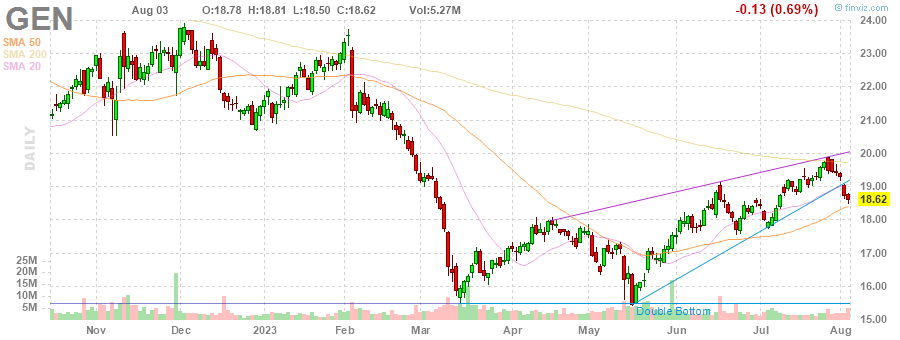 GEN
Aug 03 O:18.78 H:18.81 L:18.50 C:18.62 Vol:5.27M
-0.13 (0.69%)
@ finviz.com
SMA 50
SMA 200
SMA 20
DAILY
24.00
23.00
22.00
21.00
20.00
19.00
18.62
18.00
17.00
16.00
15.00
25M
20M
15M
10M
5M
Double Bottom
Nov Dec 2023 Feb Mar Apr May Jun Jul Aug